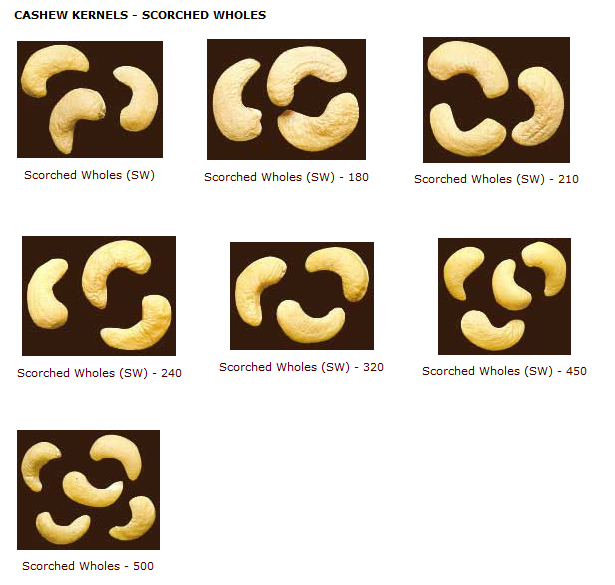 CASHEW KERNELS - SCORCHED WHOLES
Scorched Wholes (SW)
Scorched Wholes (SW) - 180
Scorched Wholes (SW) - 210
Scorched Wholes (SW) - 240
Scorched Wholes (SW) - 320
Scorched Wholes (SW) - 450
Scorched Wholes - 500